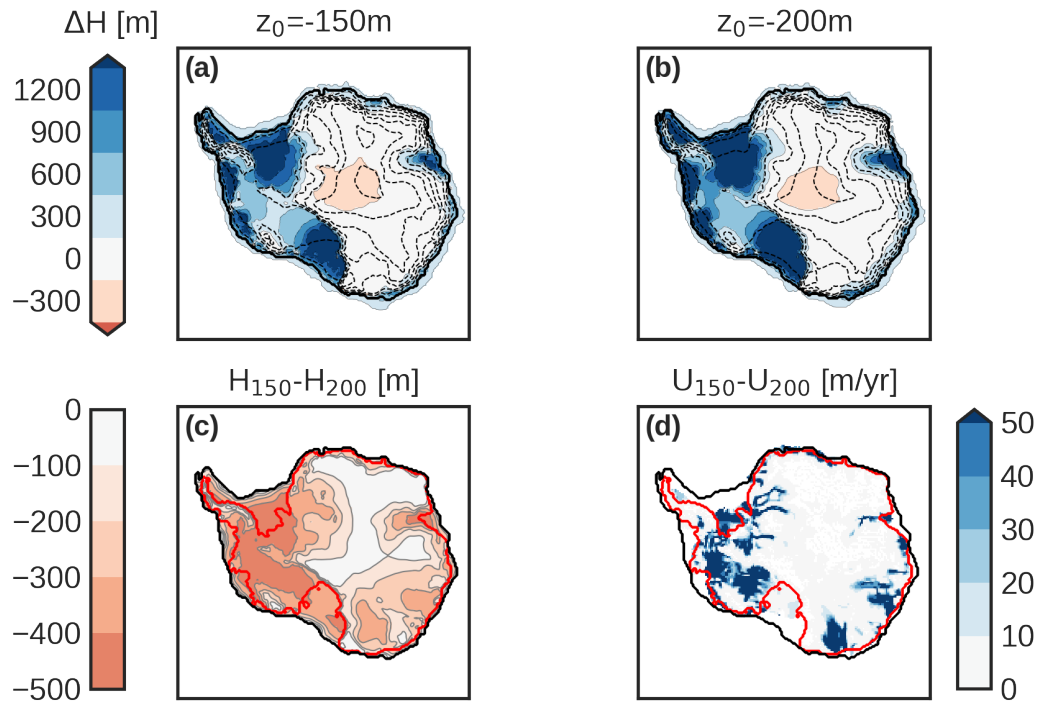 ΔH [m]
z₀=-150m
z₀=-200m
(a)
(b)
1200
900
600
300
0
−300
H₁₅₀-H₂₀₀ [m]
U₁₅₀-U₂₀₀ [m/yr]
(c)
(d)
0
−100
−200
−300
−400
−500
50
40
30
20
10
0